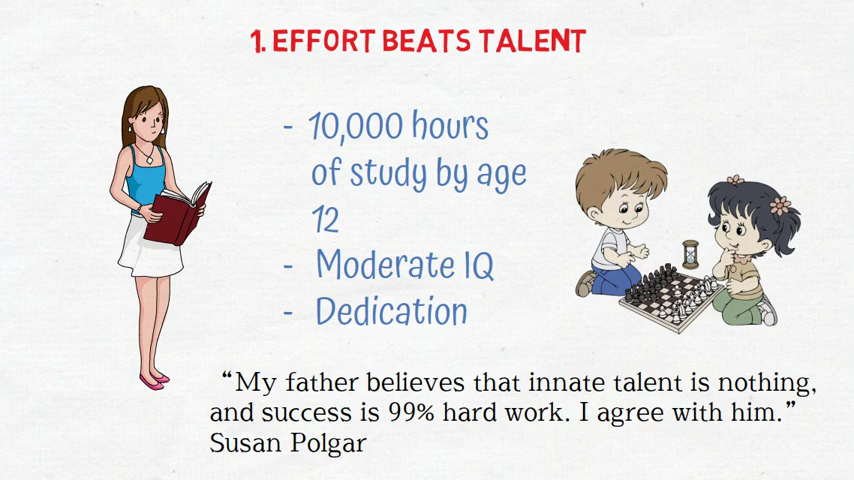 1. EFFORT BEATS TALENT
- 10,000 hours
of study by age
12
- Moderate IQ
- Dedication
“My father believes that innate talent is nothing,
and success is 99% hard work. I agree with him.”
Susan Polgar